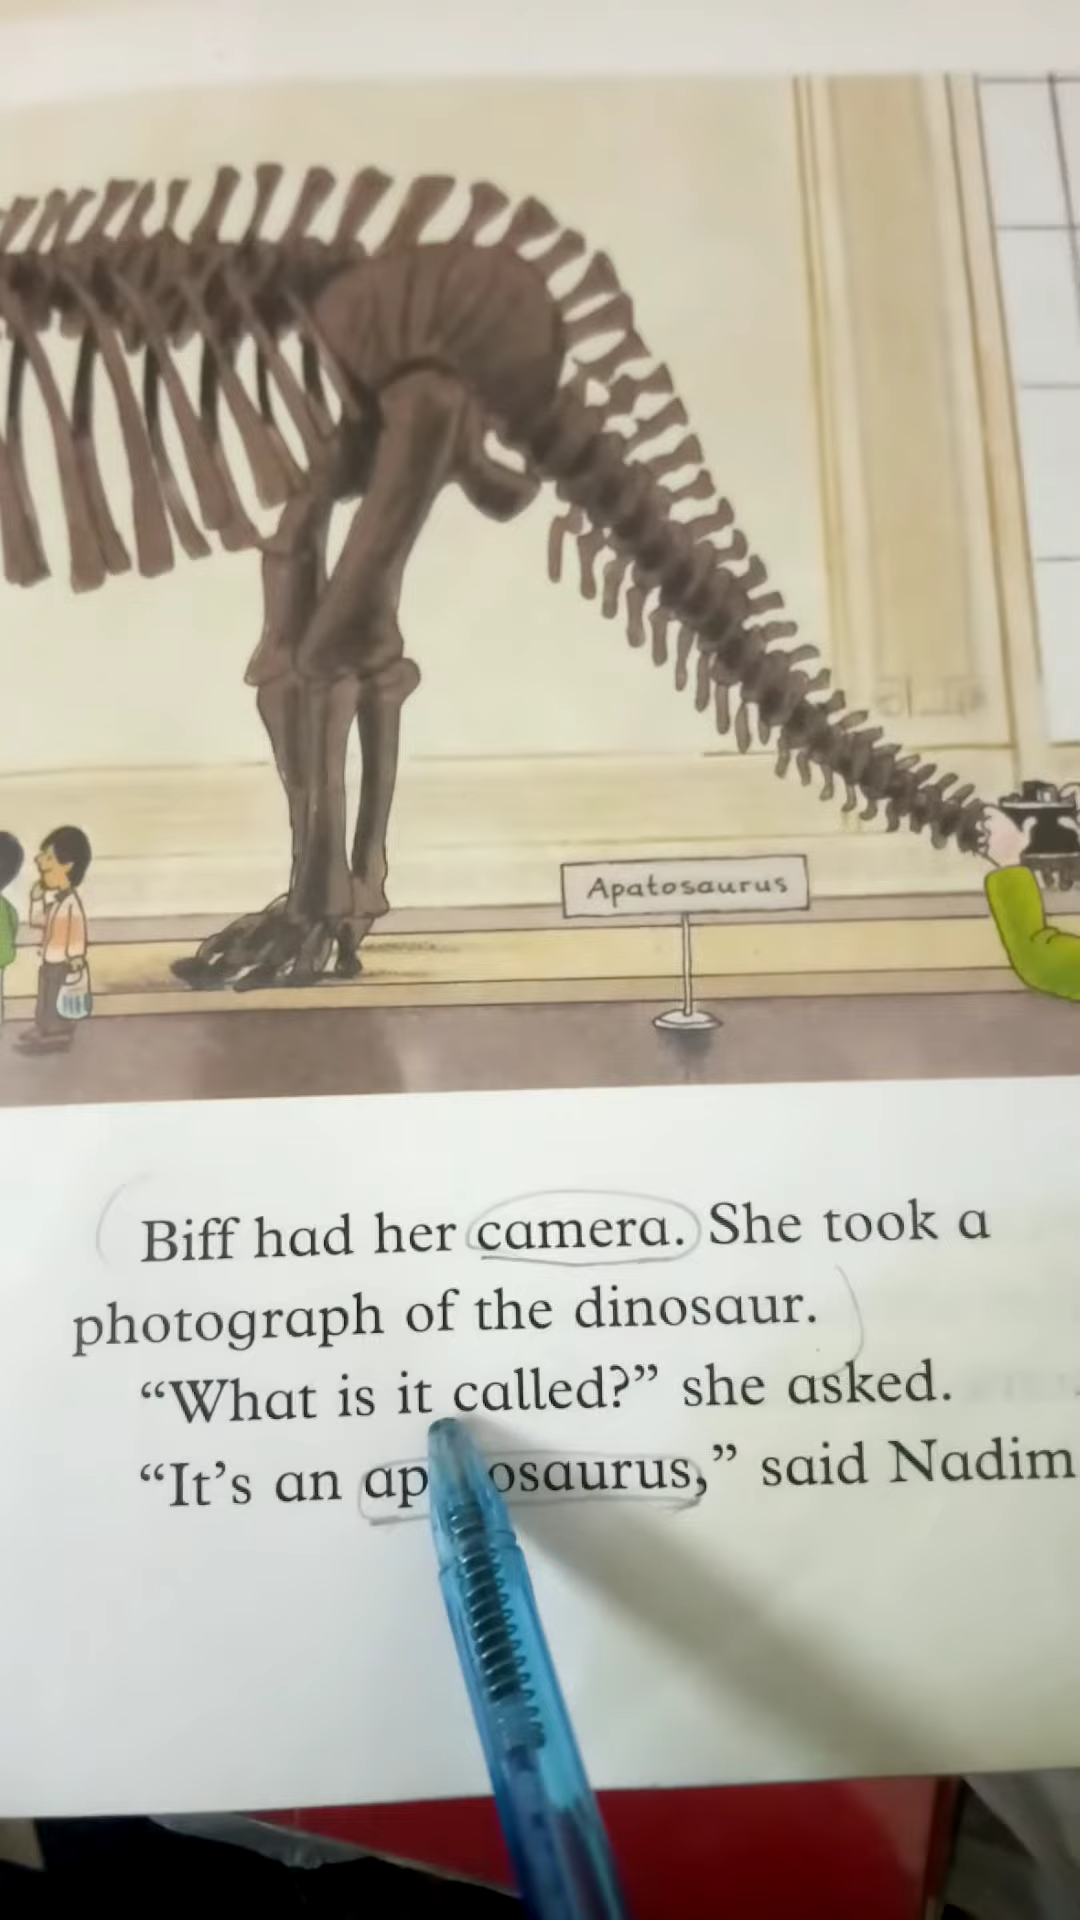 Apatosaurus
Biff had her camera. She took a
photograph of the dinosaur.
“What is it called?” she asked.
“It’s an osaurus,” said Nadim